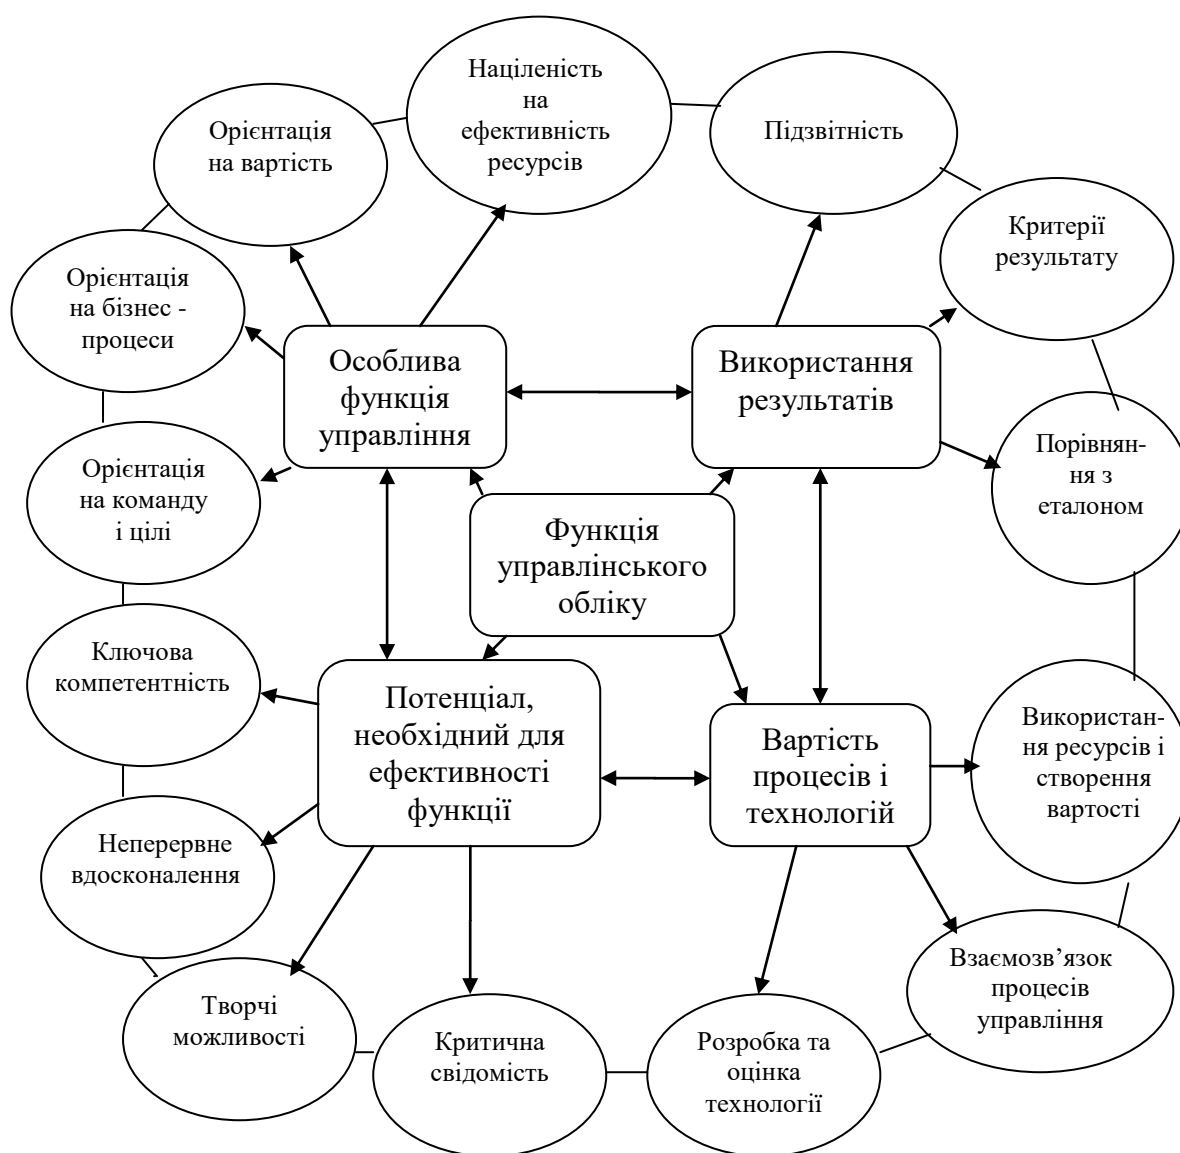 Націленість
на
ефективність
ресурсів
Орієнтація
на вартість
Підзвітність
Критерії
результату
Орієнтація
на бізнес -
процеси
Особлива
функція
управління
Використання
результатів
Орієнтація
на команду
і цілі
Порівнян-
ня з
еталоном
Функція
управлінського
обліку
Ключова
компетентність
Потенціал,
необхідний для
ефективності
функції
Вартість
процесів і
технологій
Використан-
ня ресурсів і
створення
вартості
Неперервне
вдосконалення
Взаємозв’язок
процесів
управління
Творчі
можливості
Критична
свідомість
Розробка та
оцінка
технології